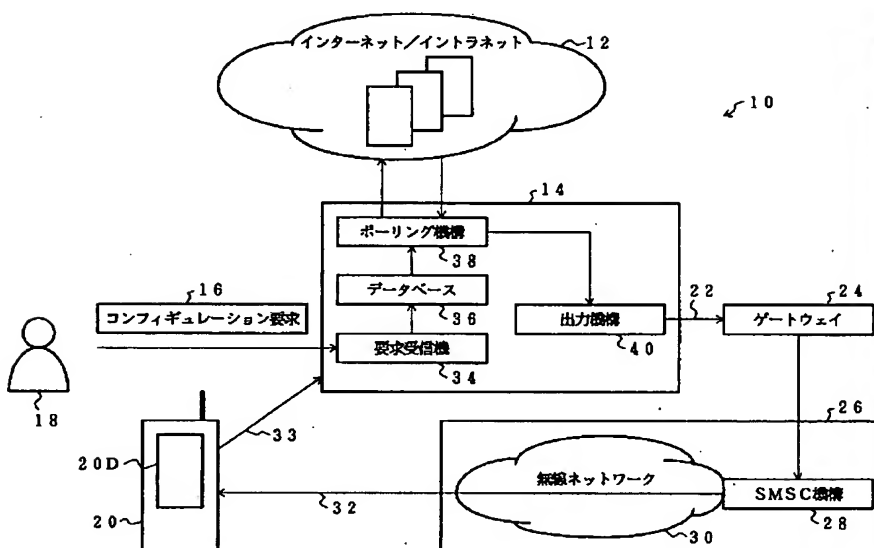 インターネット／イントラネット
12
10
14
ポーリング機構
38
16
コンフィギュレーション要求
データベース
36
22
24
出力機構
40
ゲートウェイ
要求受信機
34
18
33
26
20D
無線ネットワーク
SMSC機構
32
20
30
28